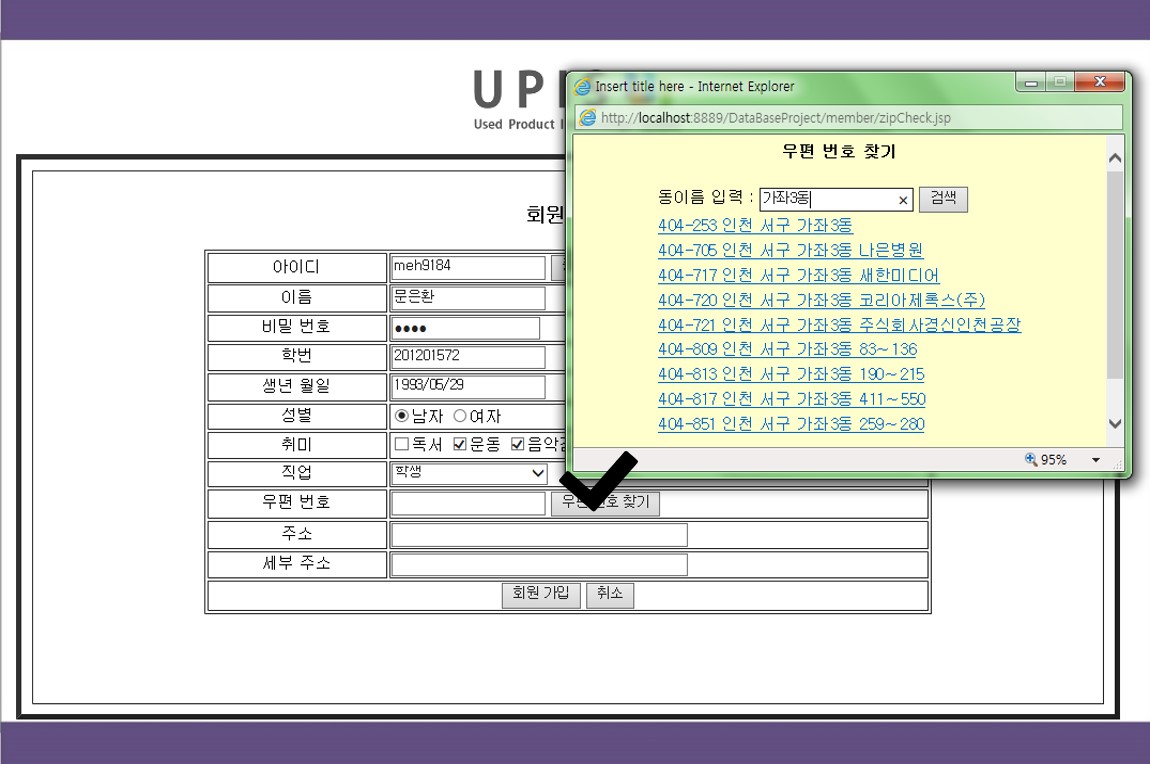 UPIS
Used Product I
Insert title here - Internet Explorer
http://localhost:8889/DataBaseProject/member/zipCheck.jsp
우편 번호 찾기
동이름 입력 : 가좌3동 × 검색
404-253 인천 서구 가좌3동
404-705 인천 서구 가좌3동 나은병원
404-717 인천 서구 가좌3동 새한미디어
404-720 인천 서구 가좌3동 코리아제록스(주)
404-721 인천 서구 가좌3동 주식회사경신인천공장
404-809 인천 서구 가좌3동 83~136
404-813 인천 서구 가좌3동 190~215
404-817 인천 서구 가좌3동 411~550
404-851 인천 서구 가좌3동 259~280
95%
회원
아이디 meh9184
이름 문은환
비밀 번호 ●●●●
학번 201201572
생년 월일 1993/05/29
성별 남자 여자
취미 독서 운동 음악
직업 학생
우편 번호 우편번호 찾기
주소
세부 주소
회원 가입 취소